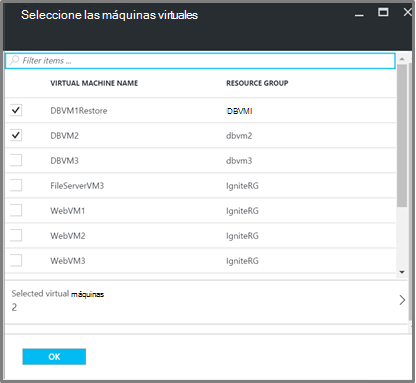 Seleccione las máquinas virtuales
Filter items ...
VIRTUAL MACHINE NAME RESOURCE GROUP
DBVM1Restore
DBVM2 dbvm2
DBVM3 dbvm3
FileServerVM3 IgniteRG
WebVM1 IgniteRG
WebVM2 IgniteRG
WebVM3 IgniteRG
Selected virtual máquinas
2
OK